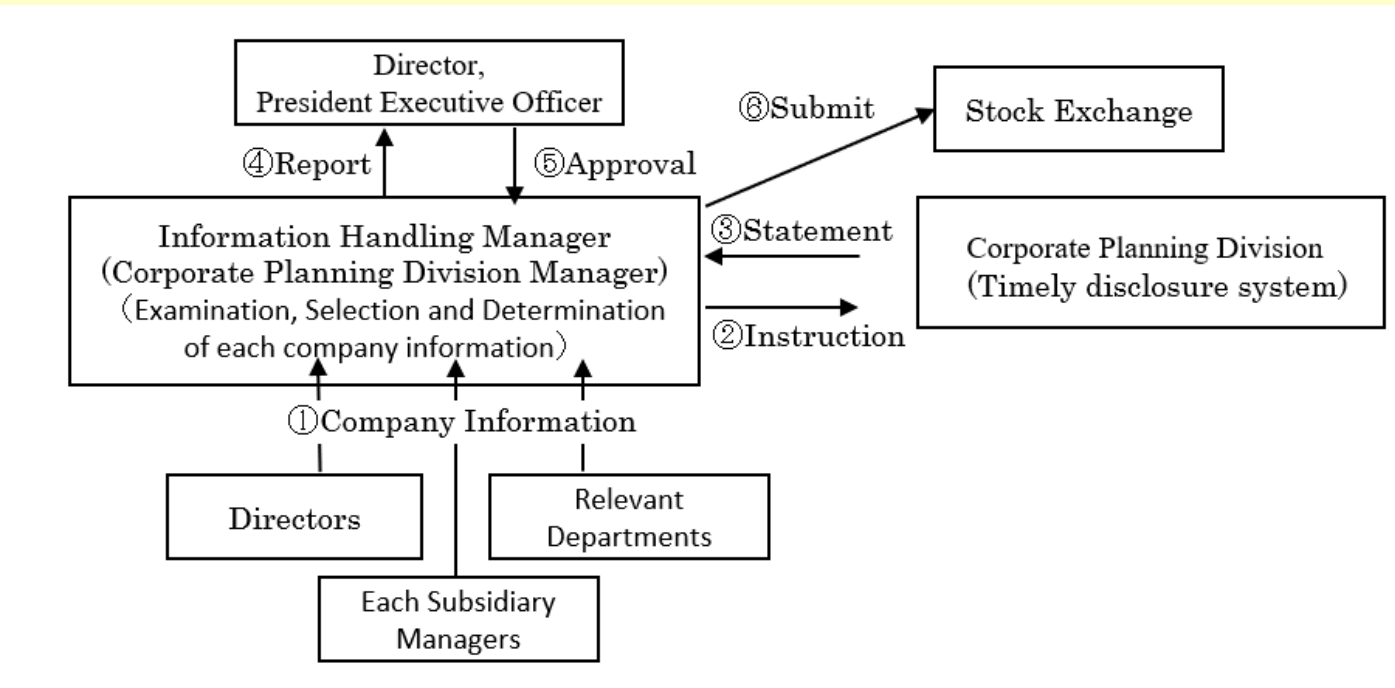 Director,
President Executive Officer
⑥Submit
Stock Exchange
④Report
⑤Approval
Information Handling Manager
(Corporate Planning Division Manager)
（Examination, Selection and Determination
of each company information）
③Statement
②Instruction
Corporate Planning Division
(Timely disclosure system)
①Company Information
Directors
Relevant
Departments
Each Subsidiary
Managers